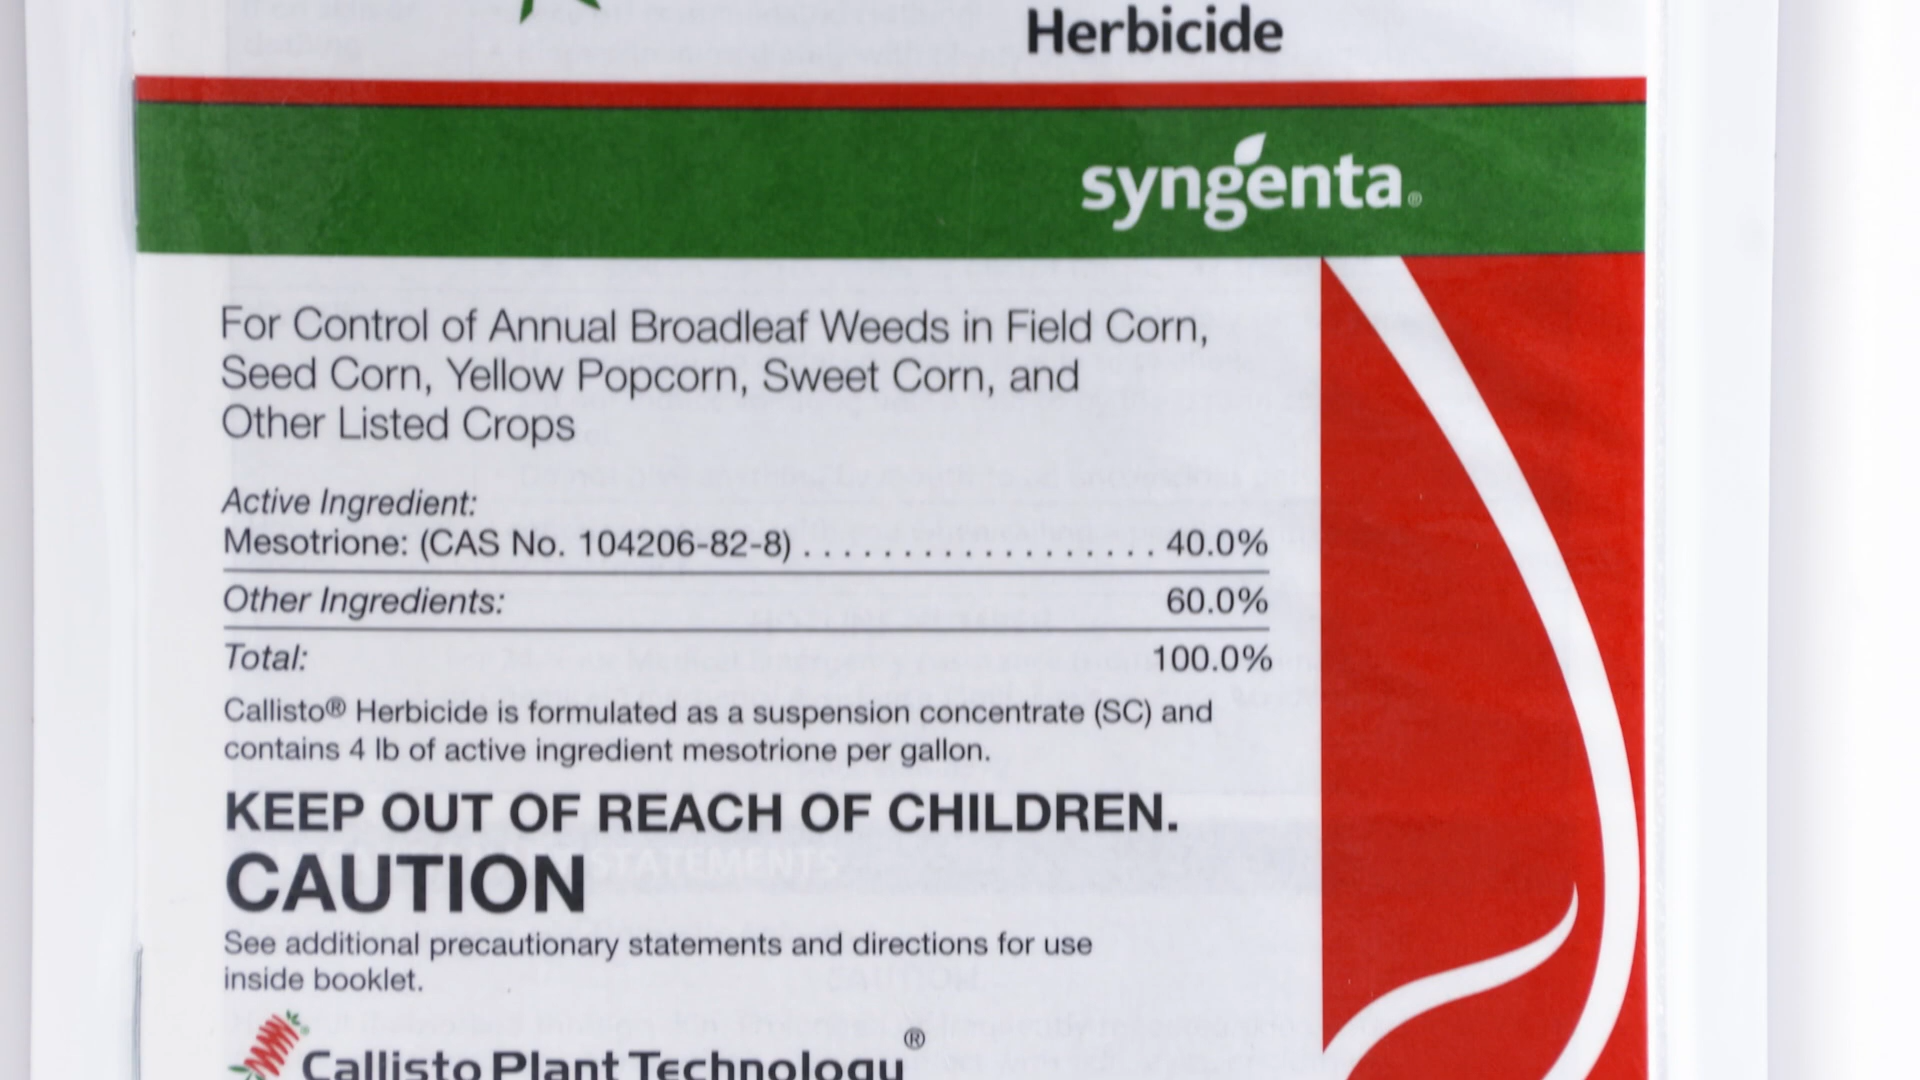 Herbicide
syngenta®
For Control of Annual Broadleaf Weeds in Field Corn,
Seed Corn, Yellow Popcorn, Sweet Corn, and
Other Listed Crops
Active Ingredient:
Mesotrione: (CAS No. 104206-82-8) . . . . . . . . . . . . . . . . . . 40.0%
Other Ingredients: 60.0%
Total: 100.0%
Callisto® Herbicide is formulated as a suspension concentrate (SC) and
contains 4 lb of active ingredient mesotrione per gallon.
KEEP OUT OF REACH OF CHILDREN.
CAUTION
See additional precautionary statements and directions for use
inside booklet.
Callisto Plant Technology®